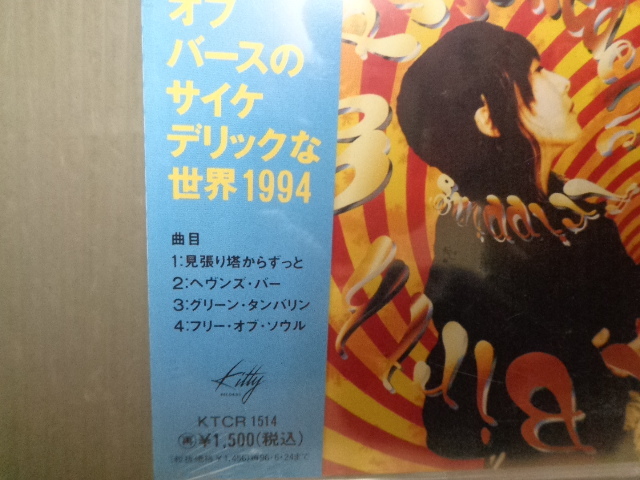 オブ
バースの
サイケ
デリックな
世界1994
曲目
1:見張り塔からずっと
2:ヘヴンズ・バー
3:グリーン・タンバリン
4:フリー・オブ・ソウル
Kitty
RECORDS
KTCR 1514
¥1,500(税込)
Birth